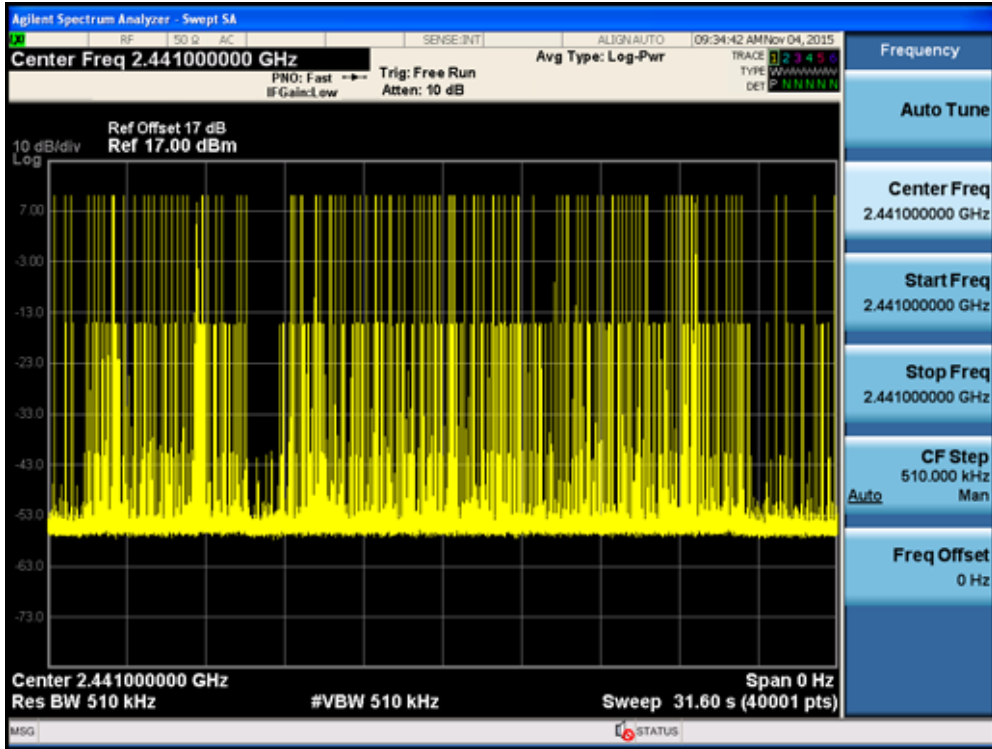 Agilent Spectrum Analyzer - Swept SA
RF 50 Ω AC SENSE:INT ALIGN AUTO 09:34:42 AM Nov 04, 2015
Center Freq 2.441000000 GHz
Avg Type: Log-Pwr
TRACE 1 2 3 4 5 6
TYPE WWWWWW
DET P N N N N N
PNO: Fast
IFGain:Low
Trig: Free Run
Atten: 10 dB
Frequency
Auto Tune
Center Freq
2.441000000 GHz
Start Freq
2.441000000 GHz
Stop Freq
2.441000000 GHz
CF Step
510.000 kHz
Auto Man
Freq Offset
0 Hz
Ref Offset 17 dB
10 dB/div Ref 17.00 dBm
Log
7.00
-3.00
-13.0
-23.0
-33.0
-43.0
-53.0
-63.0
-73.0
Center 2.441000000 GHz Span 0 Hz
Res BW 510 kHz #VBW 510 kHz Sweep 31.60 s (40001 pts)
MSG STATUS